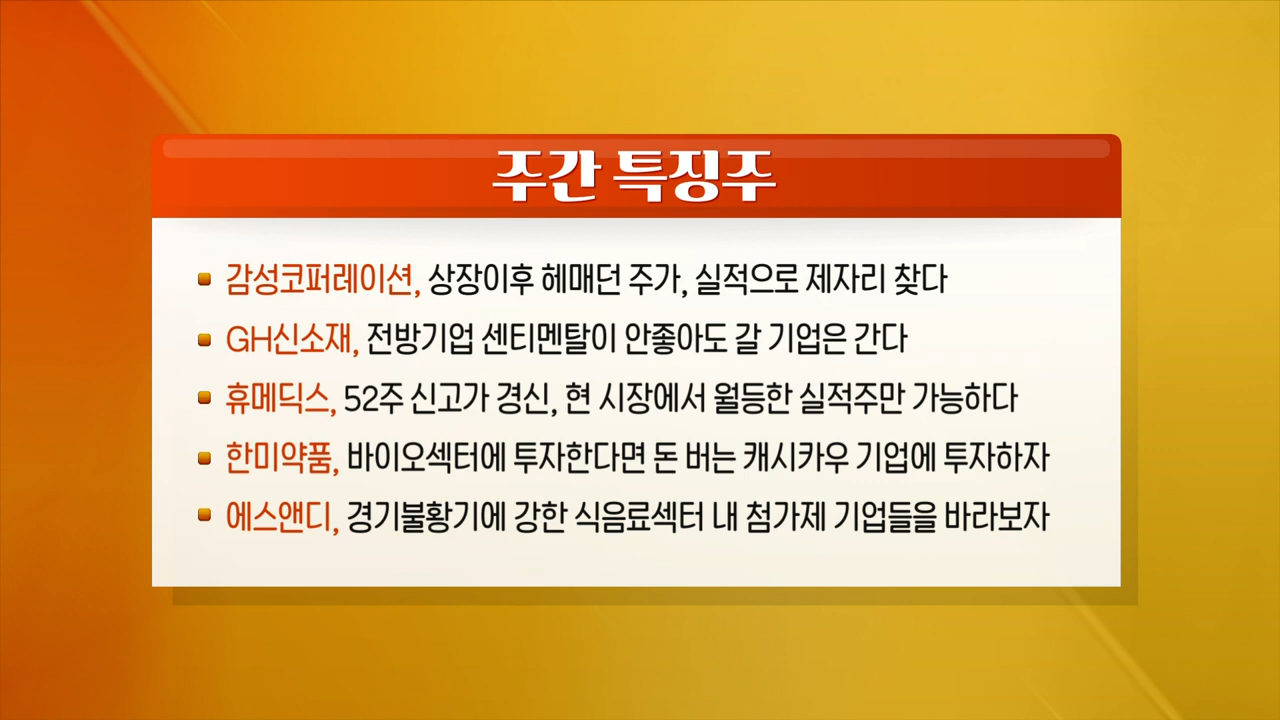 주간 특징주
감성코퍼레이션, 상장이후 헤매던 주가, 실적으로 제자리 찾다
GH신소재, 전방기업 센티멘탈이 안좋아도 갈 기업은 간다
휴메딕스, 52주 신고가 경신, 현 시장에서 월등한 실적주만 가능하다
한미약품, 바이오섹터에 투자한다면 돈 버는 캐시카우 기업에 투자하자
에스앤디, 경기불황기에 강한 식음료섹터 내 첨가제 기업들을 바라보자